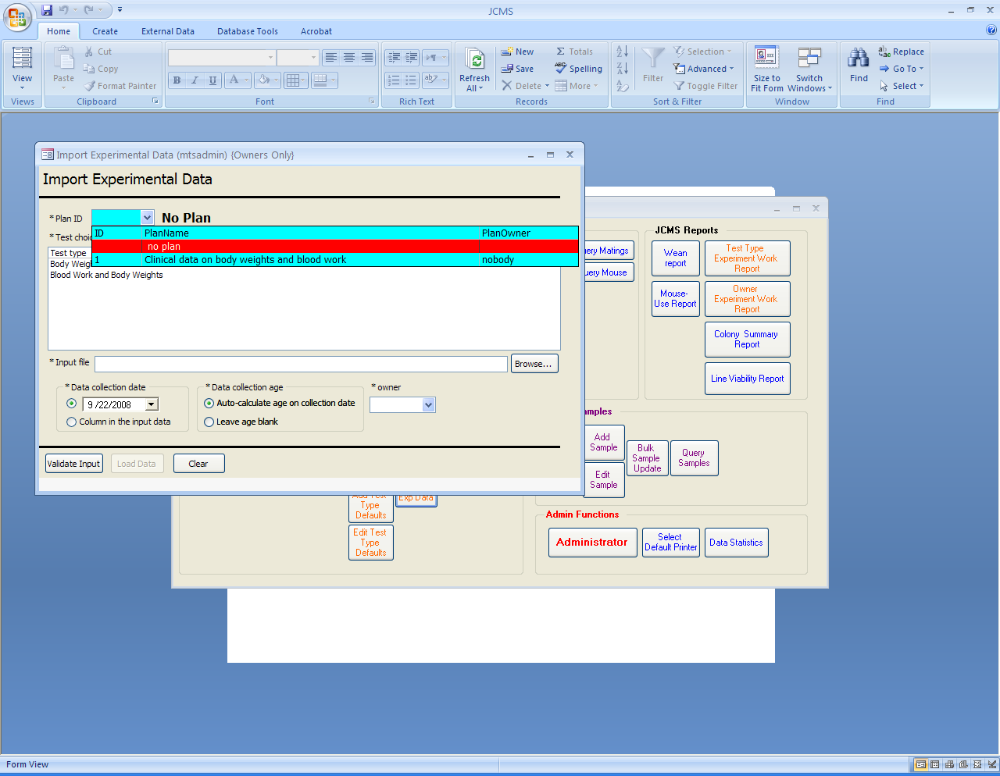 JCMS
Home Create External Data Database Tools Acrobat
View
Views
Paste
Cut
Copy
Format Painter
Clipboard
B I U A
Font
Rich Text
Refresh
All
New
Save
Delete
Totals
Spelling
More
Records
Filter
Selection
Advanced
Toggle Filter
Sort & Filter
Size to
Fit Form
Switch
Windows
Window
Find
Replace
Go To
Select
Find
Import Experimental Data (mtsadmin) {Owners Only}
Import Experimental Data
* Plan ID No Plan
ID PlanName PlanOwner
no plan
1 Clinical data on body weights and blood work nobody
* Test choic
Test type
Body Weig
Blood Work and Body Weights
* Input file Browse...
* Data collection date
9 /22/2008
Column in the input data
* Data collection age
Auto-calculate age on collection date
Leave age blank
* owner
Validate Input Load Data Clear
ery Matings
uery Mouse
JCMS Reports
Wean
report
Test Type
Experiment Work
Report
Mouse-
Use Report
Owner
Experiment Work
Report
Colony Summary
Report
Line Viability Report
mples
Add
Sample
Edit
Sample
Bulk
Sample
Update
Query
Samples
Add Test
Type
Defaults
Exp Data
Edit Test
Type
Defaults
Admin Functions
Administrator
Select
Default Printer
Data Statistics
Form View